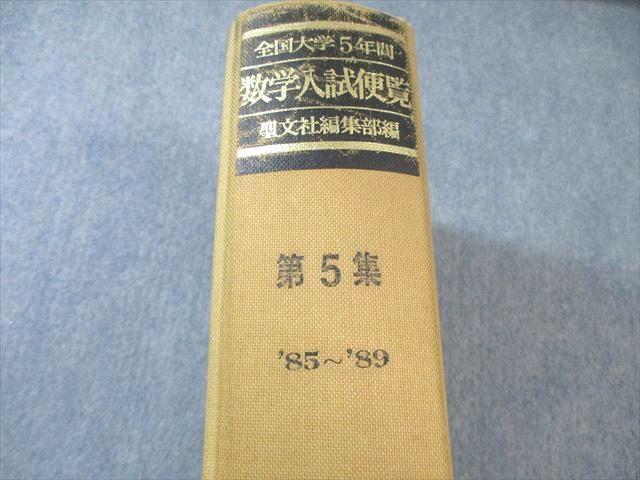 全国大学5年間
数学入試便覧
聖文社編集部編
第5集
'85～'89